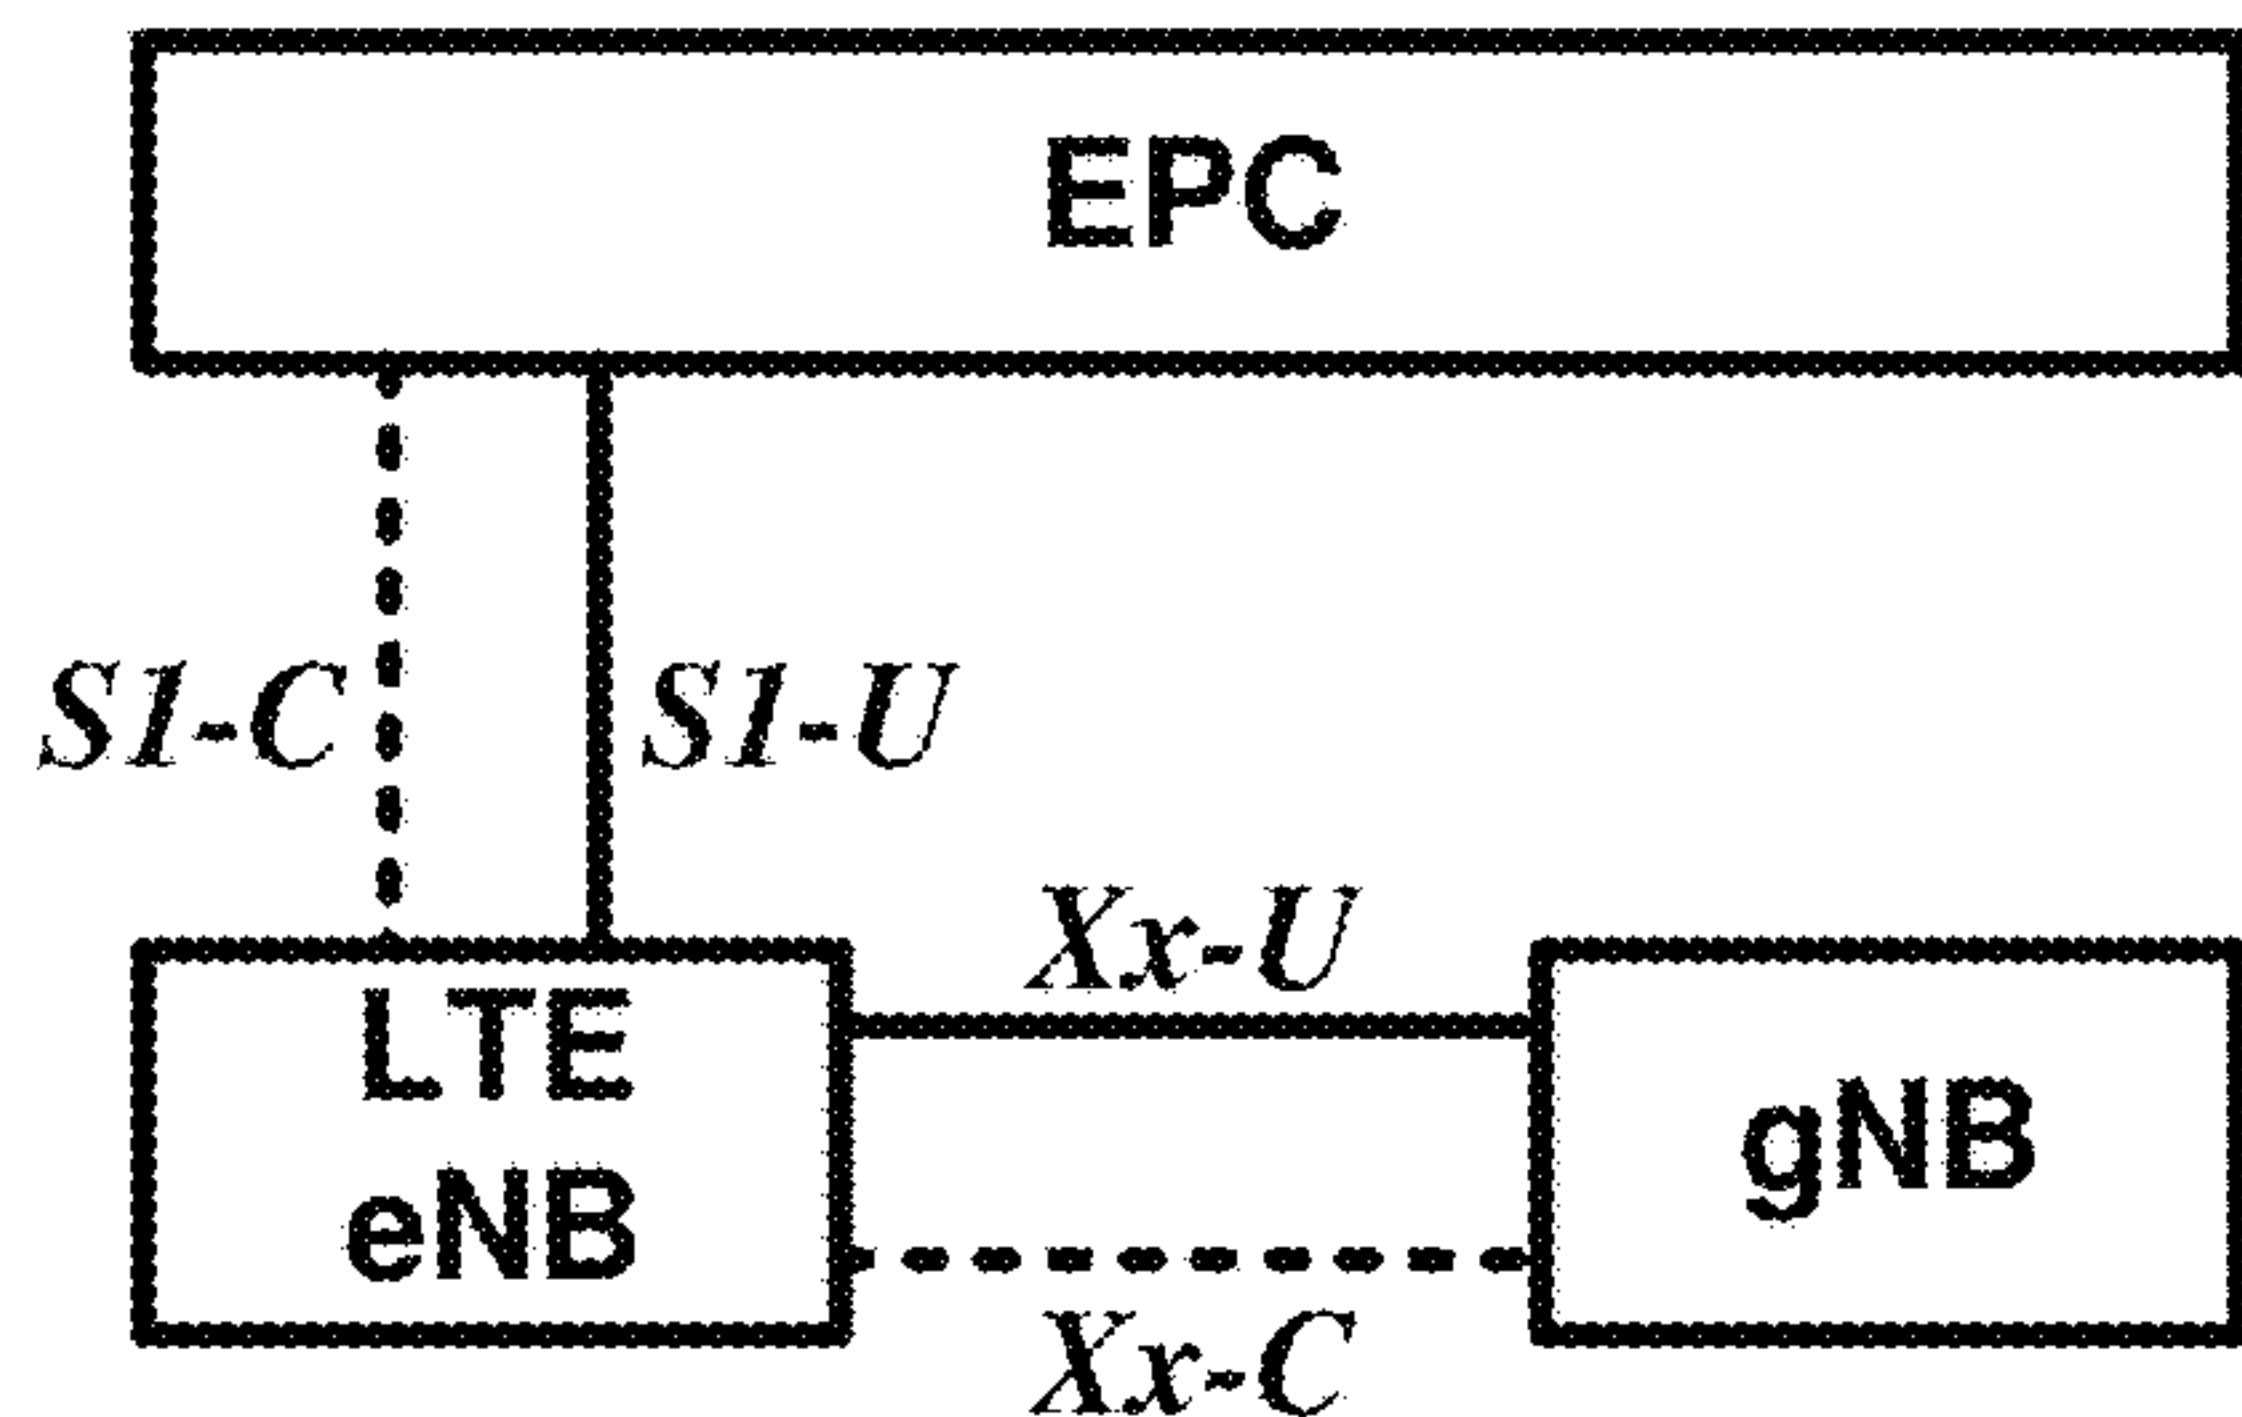 EPC
S1-C
S1-U
Xx-U
LTE
eNB
gNB
Xx-C